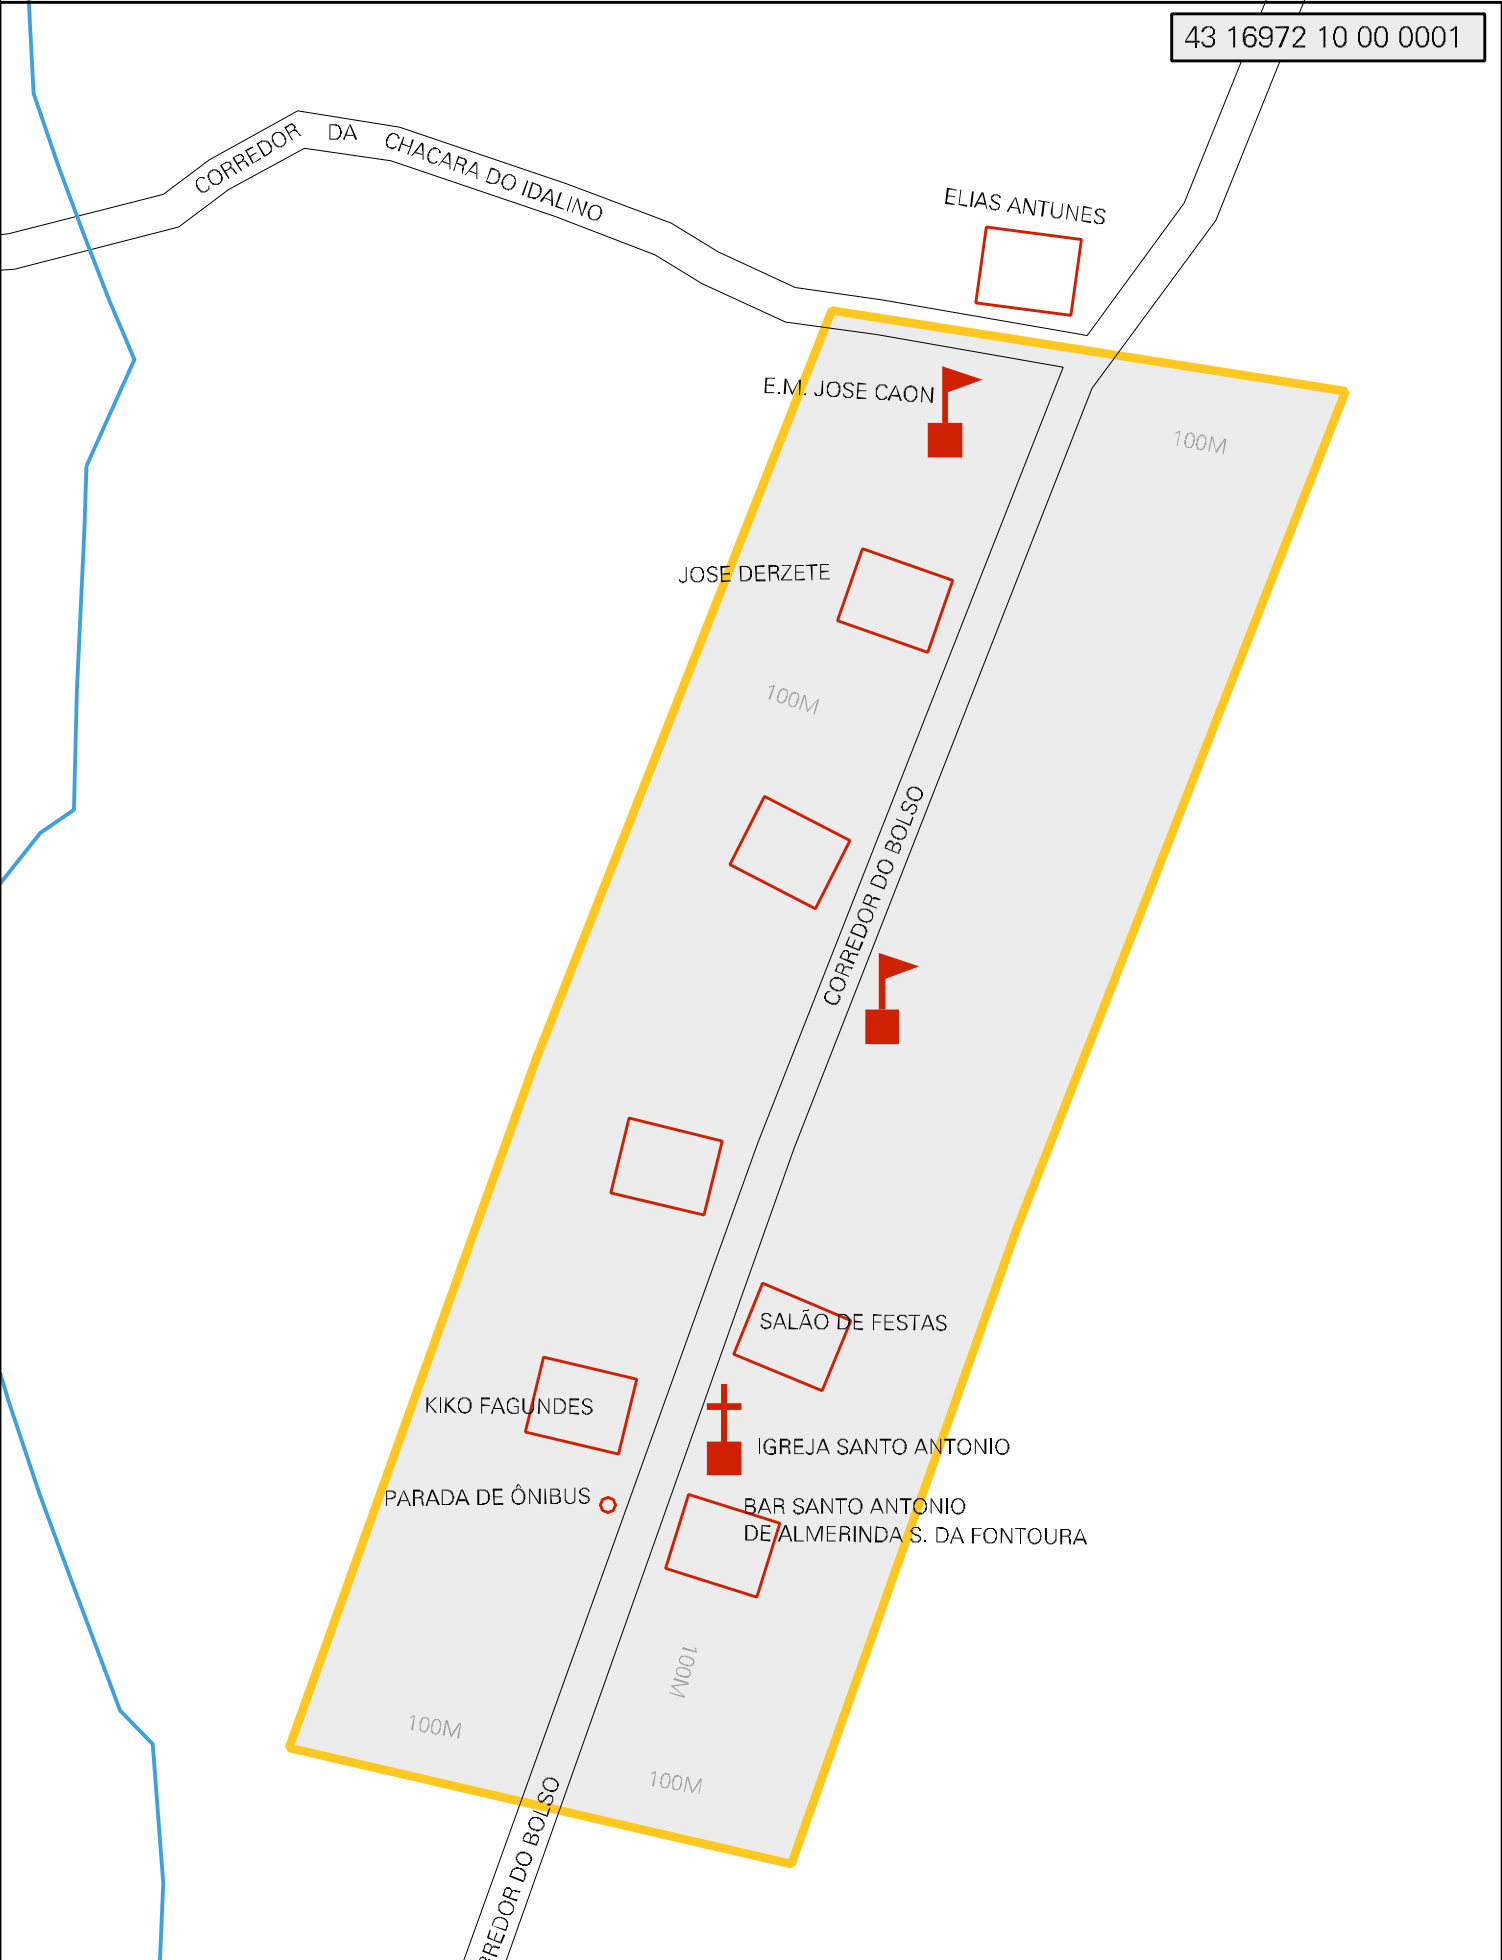 43 16972 10 00 0001
CORREDOR DA CHACARA DO IDALINO
ELIAS ANTUNES
E.M. JOSE CAON
100M
JOSE DERZETE
100M
CORREDOR DO BOLSO
SALÃO DE FESTAS
KIKO FAGUNDES
IGREJA SANTO ANTONIO
PARADA DE ÔNIBUS
BAR SANTO ANTONIO
DE ALMERINDA S. DA FONTOURA
100M
100M
100M
RREDOR DO BOLSO